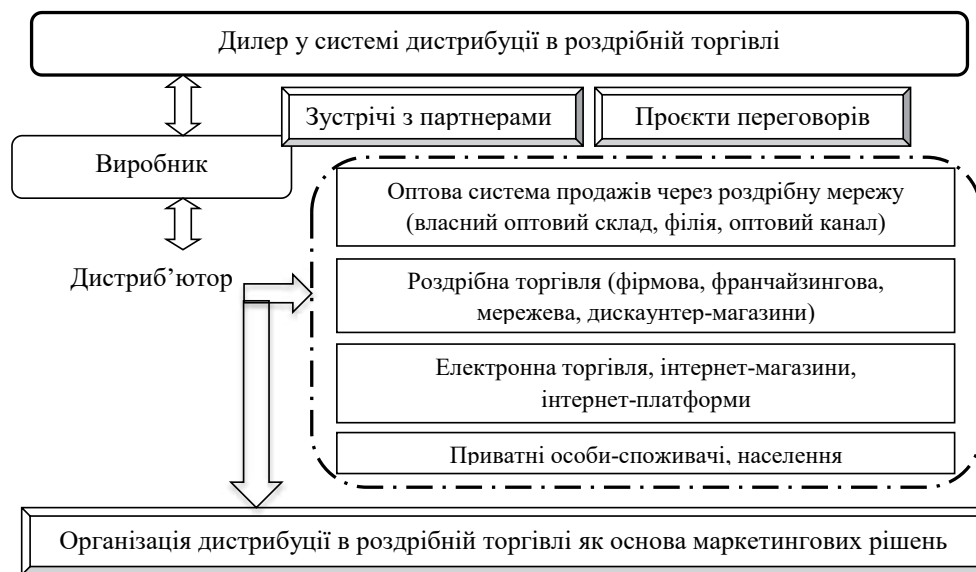 Дилер у системі дистрибуції в роздрібній торгівлі
Зустрічі з партнерами
Проєкти переговорів
Виробник
Оптова система продажів через роздрібну мережу
(власний оптовий склад, філія, оптовий канал)
Дистриб’ютор
Роздрібна торгівля (фірмова, франчайзингова,
мережева, дискаунтер-магазини)
Електронна торгівля, інтернет-магазини,
інтернет-платформи
Приватні особи-споживачі, населення
Організація дистрибуції в роздрібній торгівлі як основа маркетингових рішень